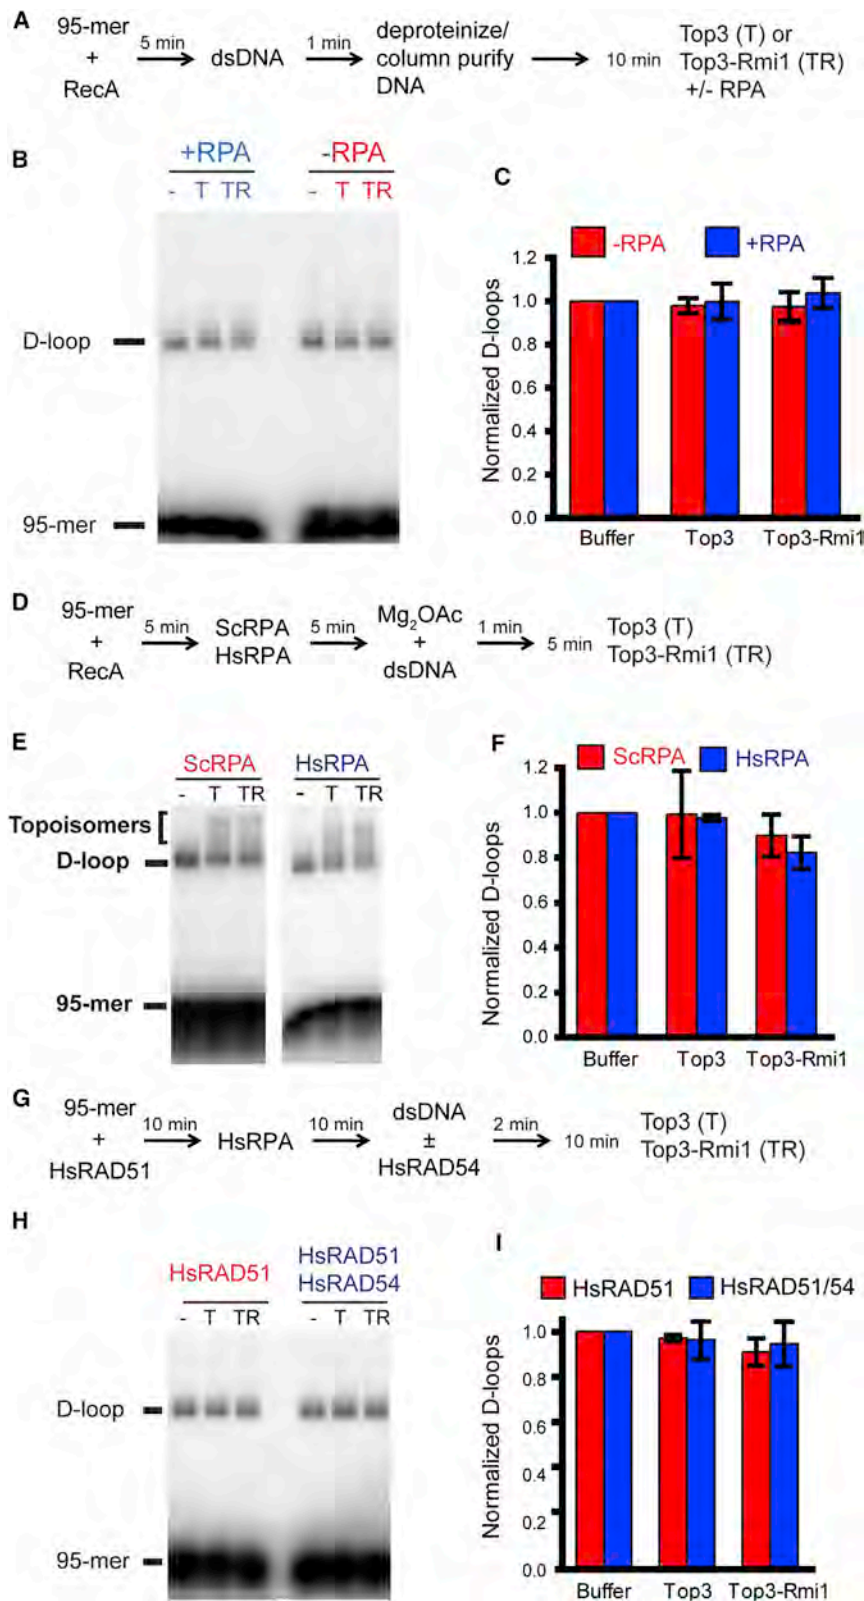 A
95-mer
+
RecA
5 min
dsDNA
1 min
deproteinize/
column purify
DNA
10 min
Top3 (T) or
Top3-Rmi1 (TR)
+/- RPA
B
+RPA
-RPA
- T TR
- T TR
D-loop
95-mer
C
-RPA
+RPA
Normalized D-loops
1.2
1.0
0.8
0.6
0.4
0.2
0.0
Buffer
Top3
Top3-Rmi1
D
95-mer
+
RecA
5 min
ScRPA
HsRPA
5 min
Mg2OAc
+
dsDNA
1 min
5 min
Top3 (T)
Top3-Rmi1 (TR)
E
ScRPA
HsRPA
- T TR
- T TR
Topoisomers
D-loop
95-mer
F
ScRPA
HsRPA
Normalized D-loops
1.2
1.0
0.8
0.6
0.4
0.2
0.0
Buffer
Top3
Top3-Rmi1
G
95-mer
+
HsRAD51
10 min
HsRPA
10 min
dsDNA
±
HsRAD54
2 min
10 min
Top3 (T)
Top3-Rmi1 (TR)
H
HsRAD51
HsRAD51
HsRAD54
- T TR
- T TR
D-loop
95-mer
I
HsRAD51
HsRAD51/54
Normalized D-loops
1.0
0.8
0.6
0.4
0.2
0.0
Buffer
Top3
Top3-Rmi1